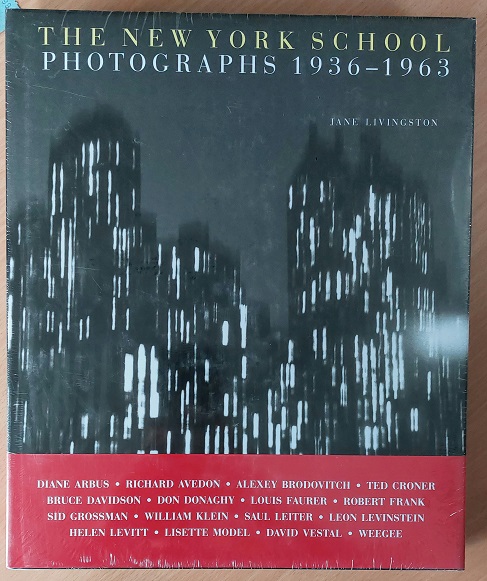 THE NEW YORK SCHOOL
PHOTOGRAPHS 1936–1963
JANE LIVINGSTON
DIANE ARBUS • RICHARD AVEDON • ALEXEY BRODOVITCH • TED CRONER
BRUCE DAVIDSON • DON DONAGHY • LOUIS FAURER • ROBERT FRANK
SID GROSSMAN • WILLIAM KLEIN • SAUL LEITER • LEON LEVINSTEIN
HELEN LEVITT • LISETTE MODEL • DAVID VESTAL • WEEGEE